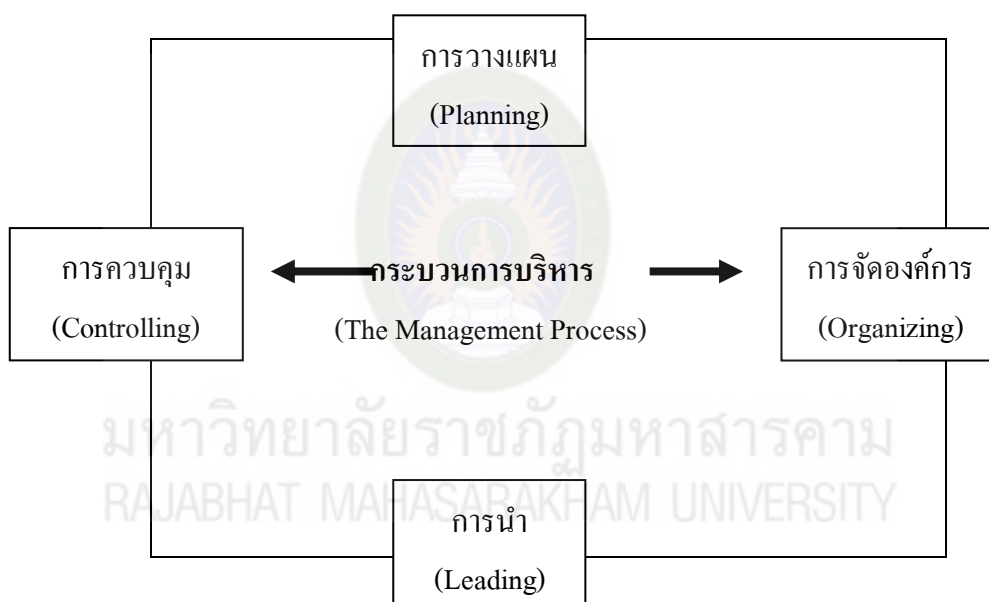 การวางแผน
(Planning)
การควบคุม
(Controlling)
กระบวนการบริหาร
(The Management Process)
การจัดองค์การ
(Organizing)
มหาวิทยาลัยราชภัฏมหาสารคาม
RAJABHAT MAHASARAKHAM UNIVERSITY
การนำ
(Leading)